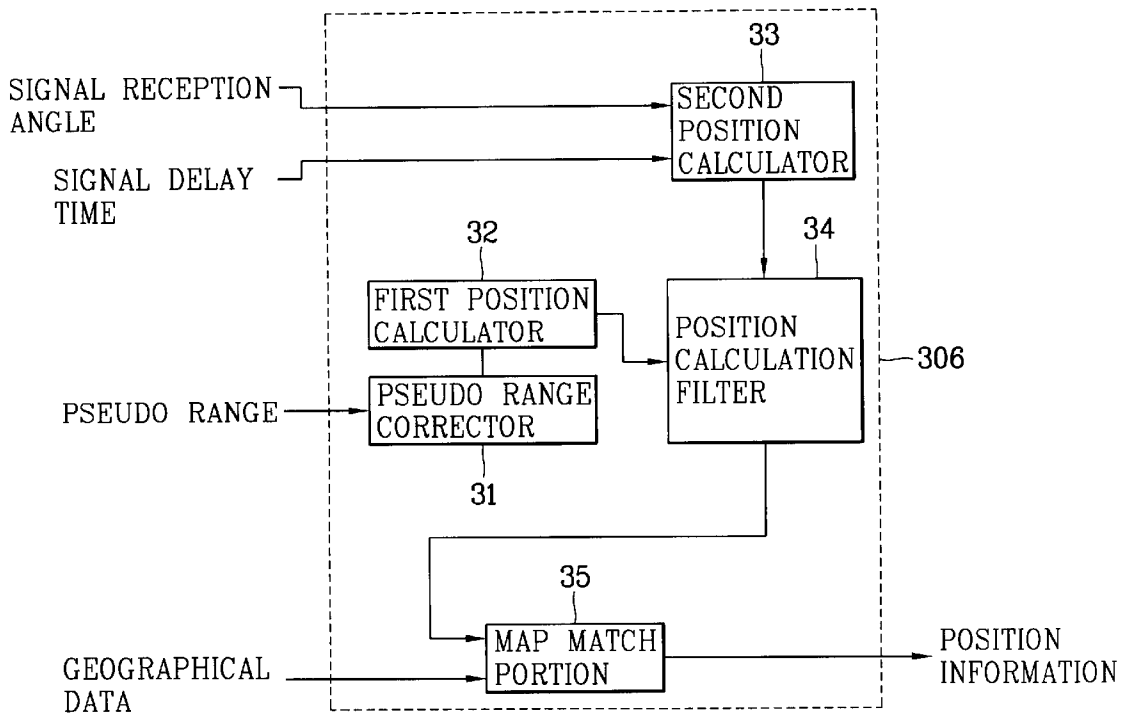 33
SIGNAL RECEPTION
ANGLE
SECOND
POSITION
CALCULATOR
SIGNAL DELAY
TIME
32
34
FIRST POSITION
CALCULATOR
POSITION
CALCULATION
FILTER
306
PSEUDO RANGE
PSEUDO RANGE
CORRECTOR
31
35
MAP MATCH
PORTION
POSITION
INFORMATION
GEOGRAPHICAL
DATA